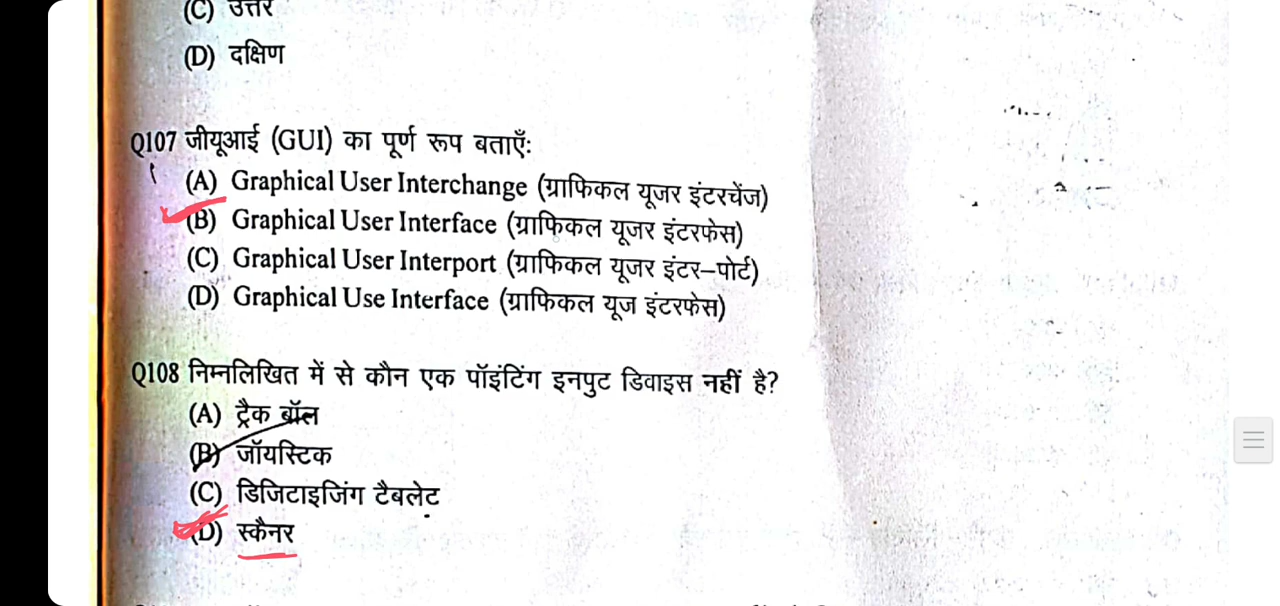 (C) उत्तर
(D) दक्षिण
Q107 जीयूआई (GUI) का पूर्ण रूप बताएँ:
(A) Graphical User Interchange (ग्राफिकल यूजर इंटरचेंज)
(B) Graphical User Interface (ग्राफिकल यूजर इंटरफेस)
(C) Graphical User Interport (ग्राफिकल यूजर इंटर–पोर्ट)
(D) Graphical Use Interface (ग्राफिकल यूज इंटरफेस)
Q108 निम्नलिखित में से कौन एक पॉइंटिंग इनपुट डिवाइस नहीं है?
(A) ट्रैक बॉल
(B) जॉयस्टिक
(C) डिजिटाइजिंग टैबलेट
(D) स्कैनर